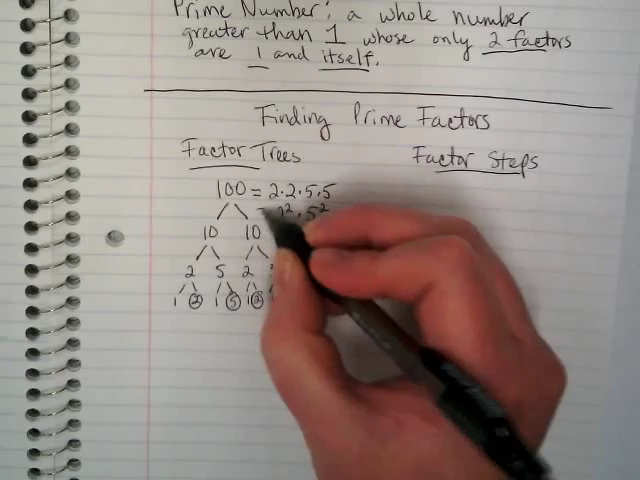 Prime Number: a whole number
greater than 1 whose only 2 factors
are 1 and itself.
Finding Prime Factors
Factor Trees
Factor Steps
100 = 2·2·5·5
2² · 5²
10 10
2 5 2
1 2 1 5 1 2